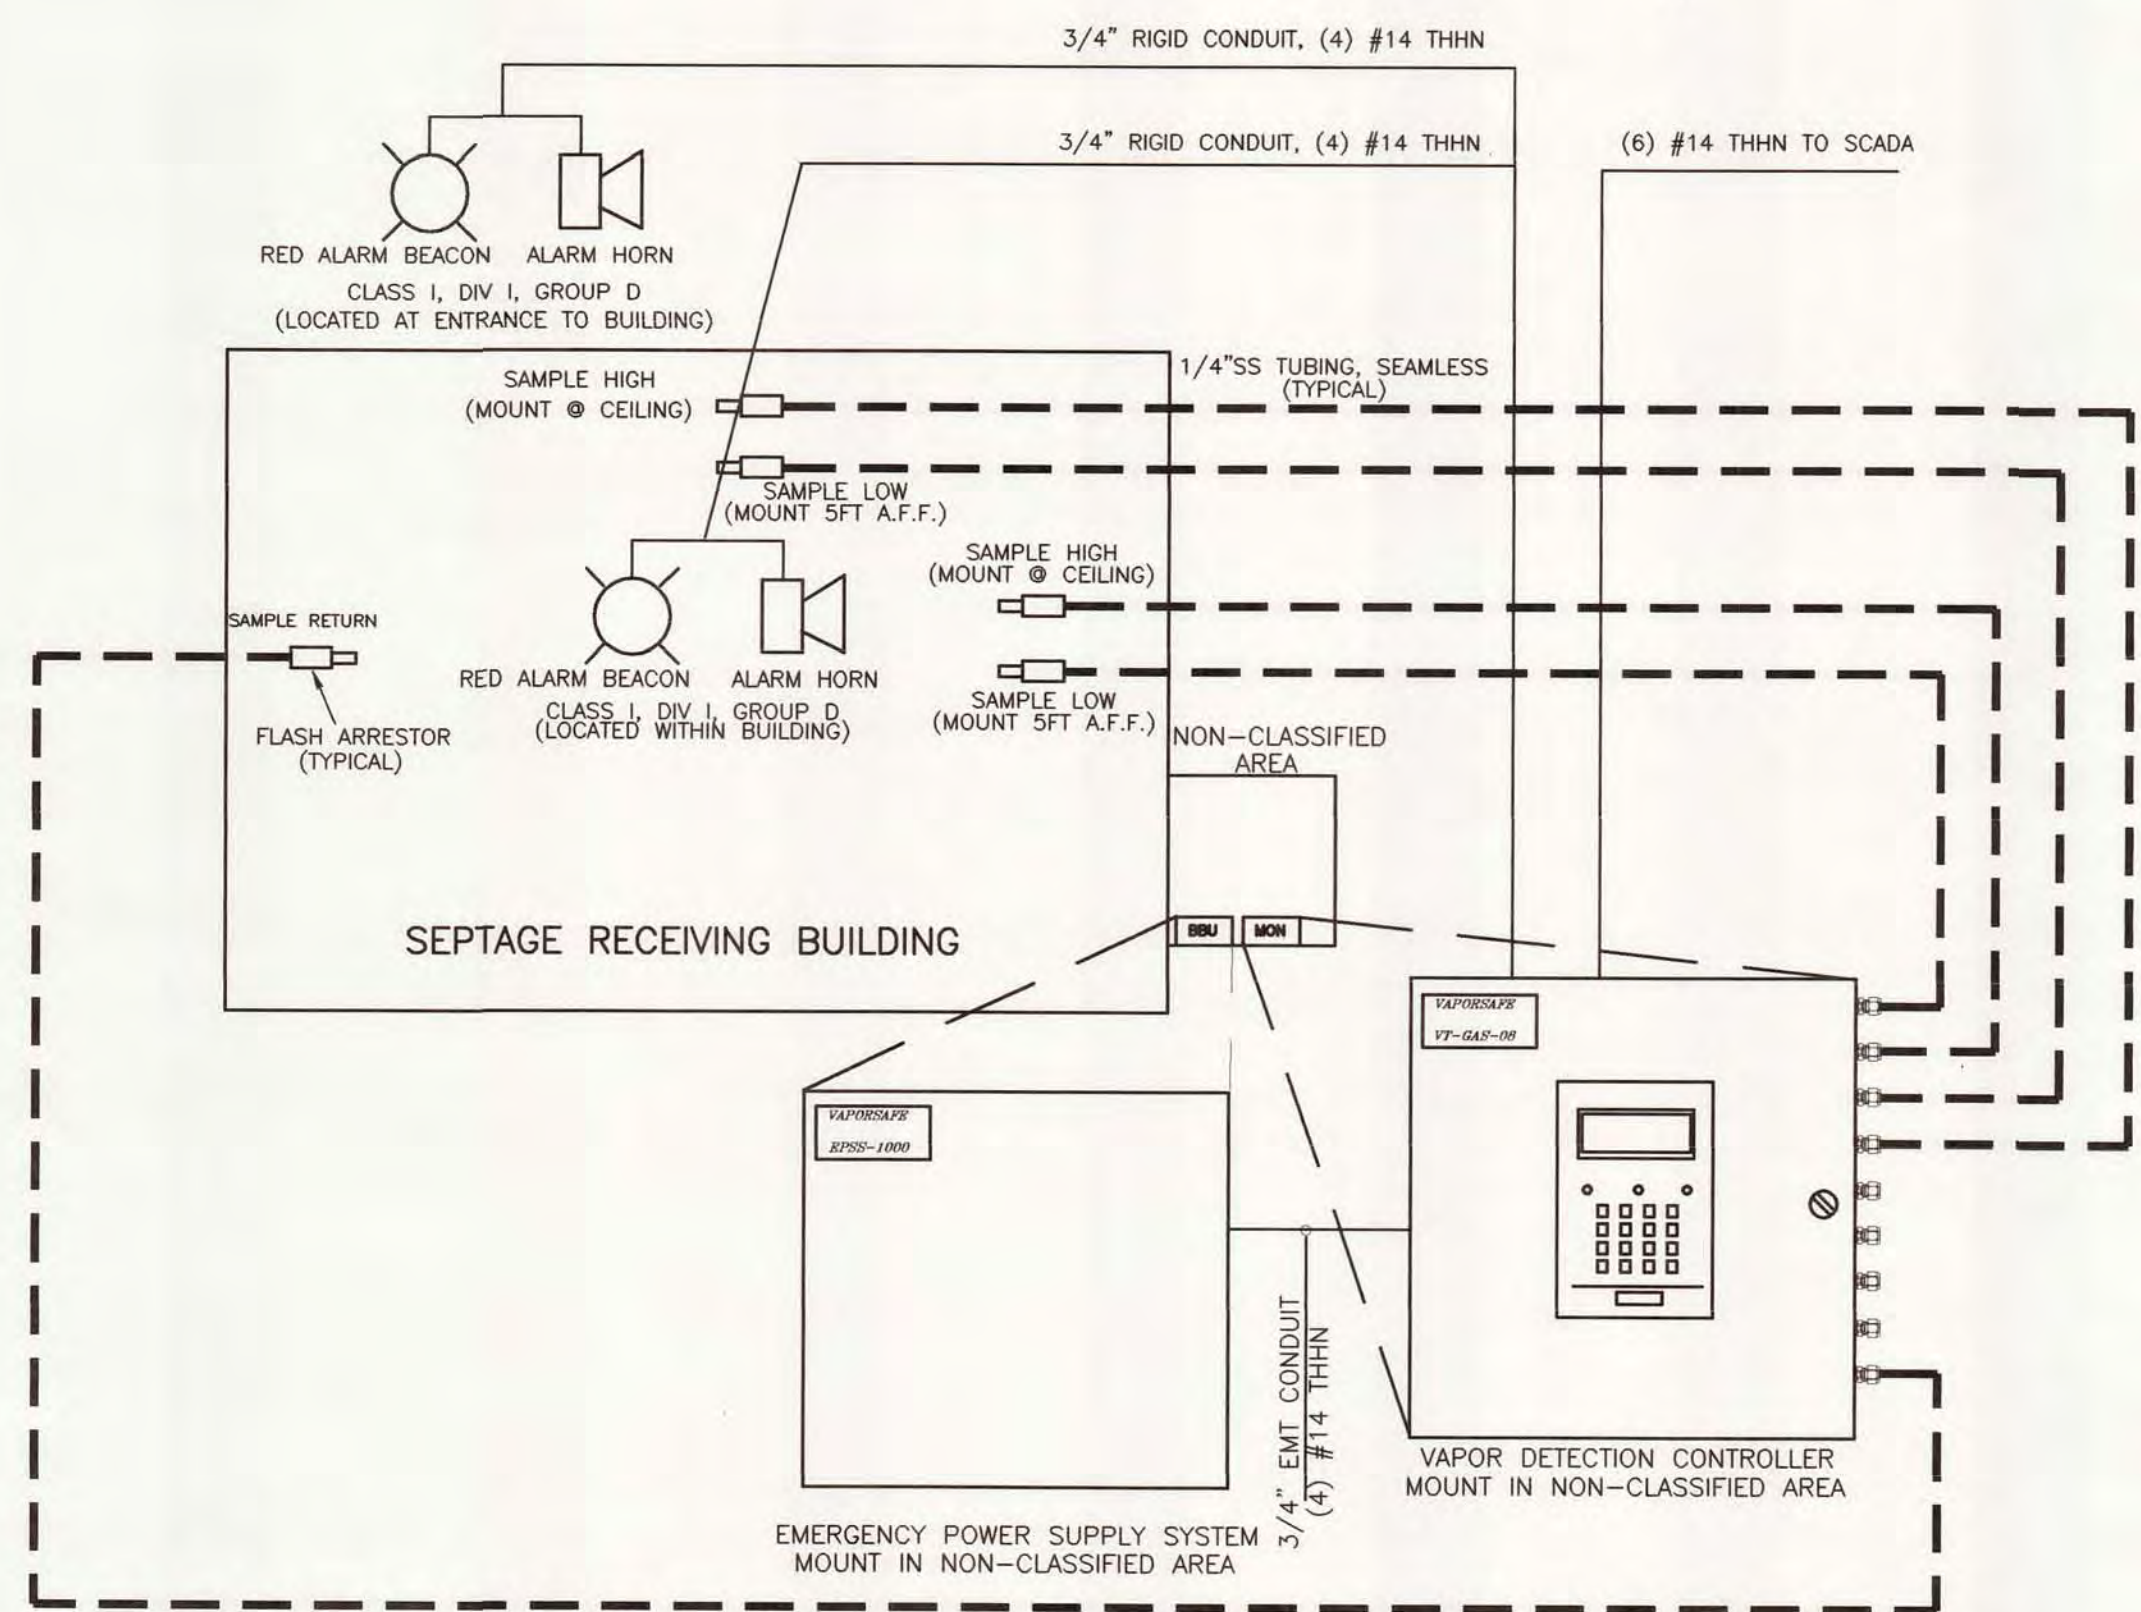 3/4" RIGID CONDUIT, (4) #14 THHN
3/4" RIGID CONDUIT, (4) #14 THHN
(6) #14 THHN TO SCADA
RED ALARM BEACON
ALARM HORN
CLASS I, DIV I, GROUP D
(LOCATED AT ENTRANCE TO BUILDING)
1/4"SS TUBING, SEAMLESS
(TYPICAL)
SAMPLE HIGH
(MOUNT @ CEILING)
SAMPLE LOW
(MOUNT 5FT A.F.F.)
SAMPLE HIGH
(MOUNT @ CEILING)
SAMPLE RETURN
FLASH ARRESTOR
(TYPICAL)
RED ALARM BEACON
ALARM HORN
CLASS I, DIV I, GROUP D
(LOCATED WITHIN BUILDING)
SAMPLE LOW
(MOUNT 5FT A.F.F.)
NON-CLASSIFIED
AREA
SEPTAGE RECEIVING BUILDING
BBU
MON
VAPORSAFE
VT-GAS-08
VAPORSAFE
EPSS-1000
3/4" EMT CONDUIT
(4) #14 THHN
VAPOR DETECTION CONTROLLER
MOUNT IN NON-CLASSIFIED AREA
EMERGENCY POWER SUPPLY SYSTEM
MOUNT IN NON-CLASSIFIED AREA